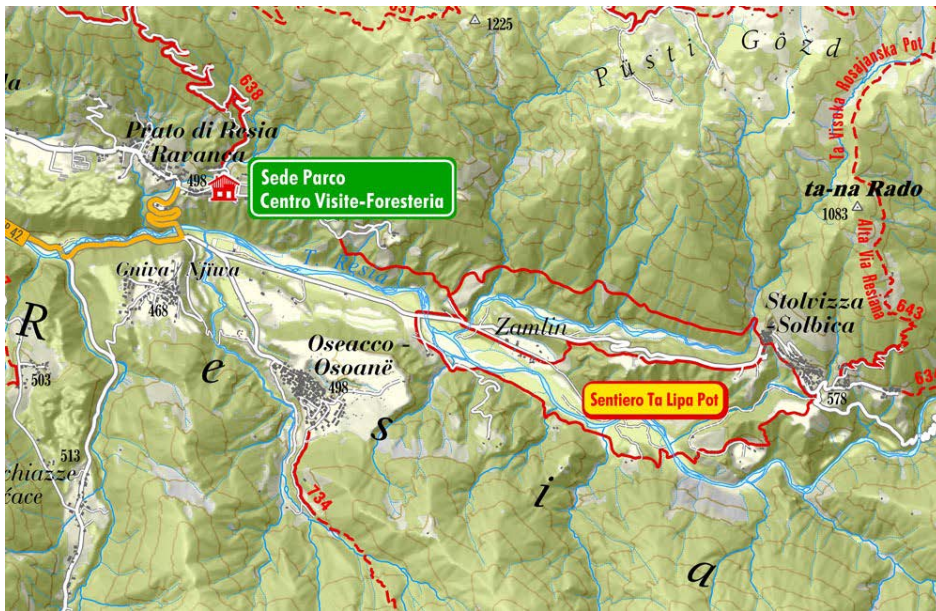 1225
Püsti Gözd
638
Ta Visoka Rosajanska Pot
Prato di Resia
Ravanca
498
Sede Parco
Centro Visite-Foresteria
ta-na Rado
1083
Alta Via Resiana
42
T. Resia
Gniva - Njiwa
468
Stolvizza
-Solbica
643
Zamlin
R
e
s
i
a
Oseacco -
Osoanë
498
503
Sentiero Ta Lipa Pot
578
513
734